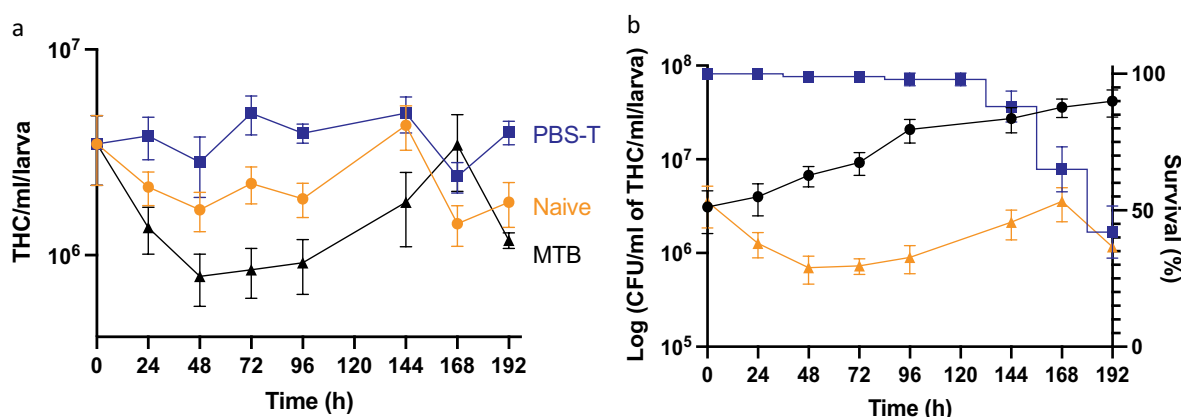 a
10⁷
10⁶
THC/ml/larva
PBS-T
Naive
MTB
0 24 48 72 96 120 144 168 192
Time (h)
b
10⁸
10⁷
10⁶
10⁵
Log (CFU/ml of THC/ml/larva)
100
50
0
Survival (%)
0 24 48 72 96 120 144 168 192
Time (h)